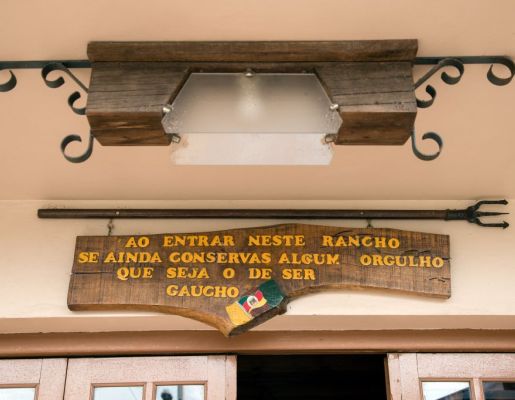 AO ENTRAR NESTE RANCHO
SE AINDA CONSERVAS ALGUM ORGULHO
QUE SEJA O DE SER
GAUCHO